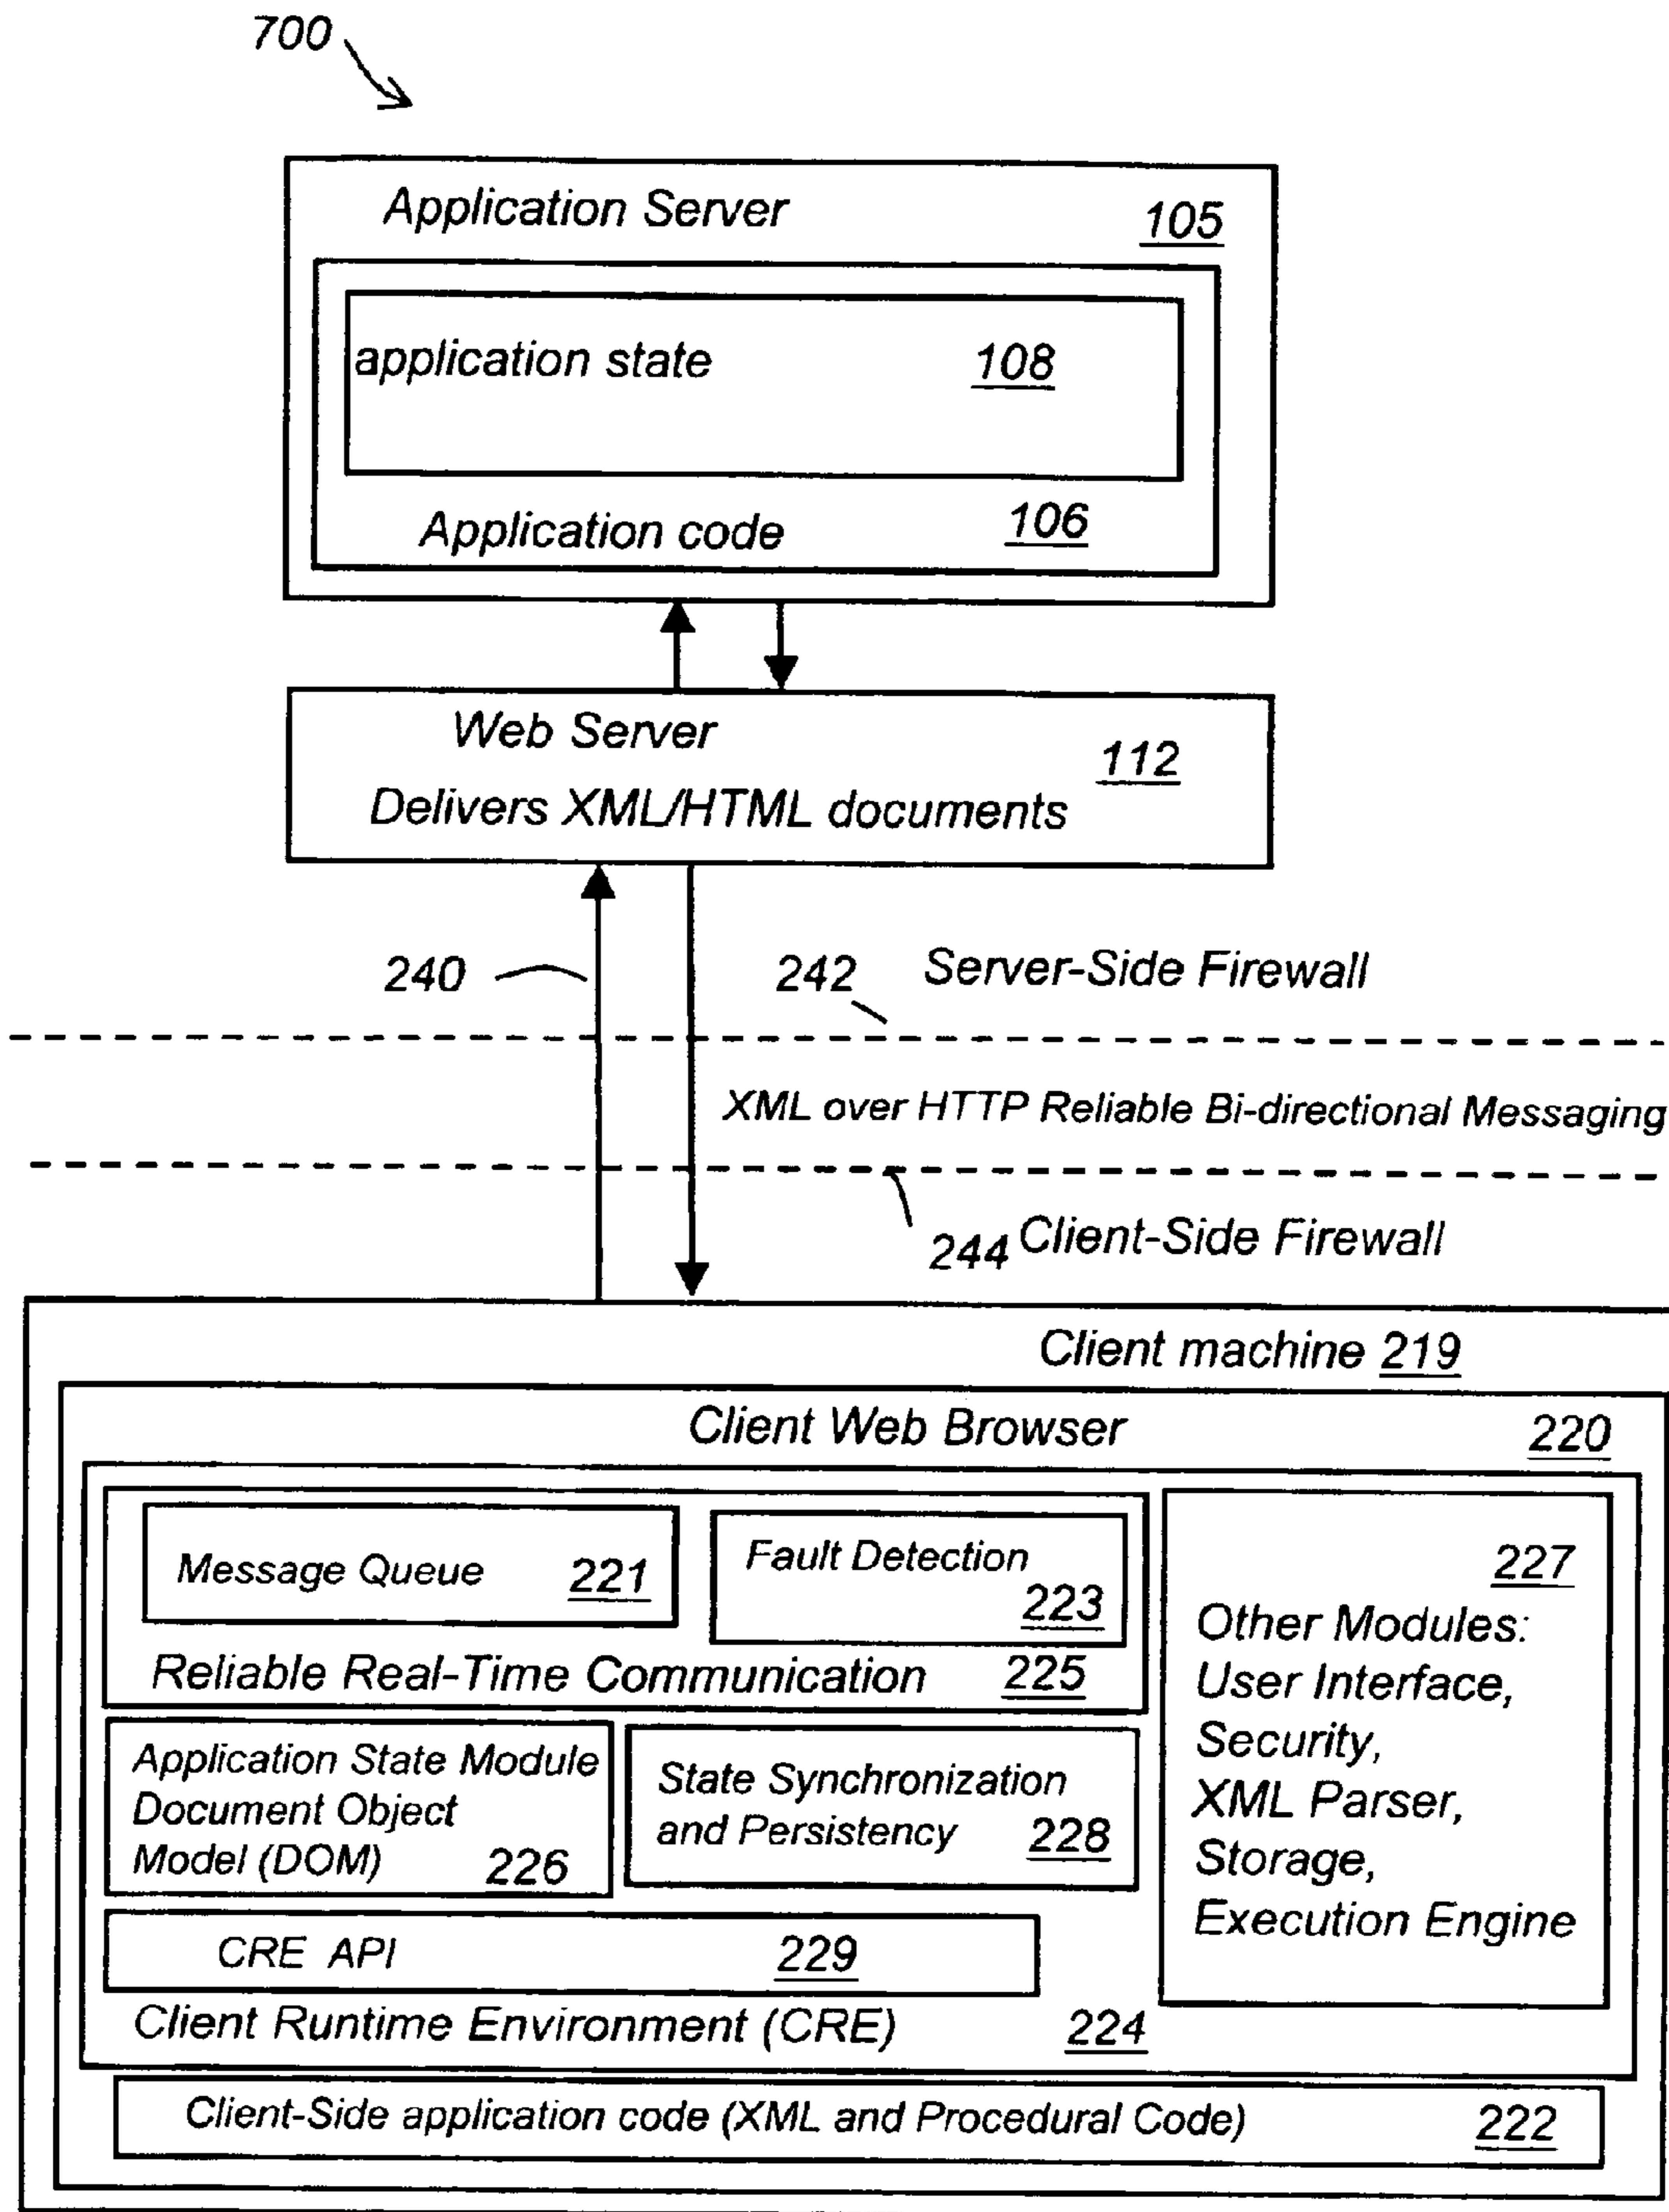 700
Application Server 105
application state 108
Application code 106
Web Server
112
Delivers XML/HTML documents
240
242
Server-Side Firewall
XML over HTTP Reliable Bi-directional Messaging
244 Client-Side Firewall
Client machine 219
Client Web Browser 220
Message Queue 221
Fault Detection
223
Reliable Real-Time Communication 225
227
Other Modules:
User Interface,
Security,
XML Parser,
Storage,
Execution Engine
Application State Module
Document Object
Model (DOM) 226
State Synchronization
and Persistency 228
CRE API 229
Client Runtime Environment (CRE) 224
Client-Side application code (XML and Procedural Code) 222